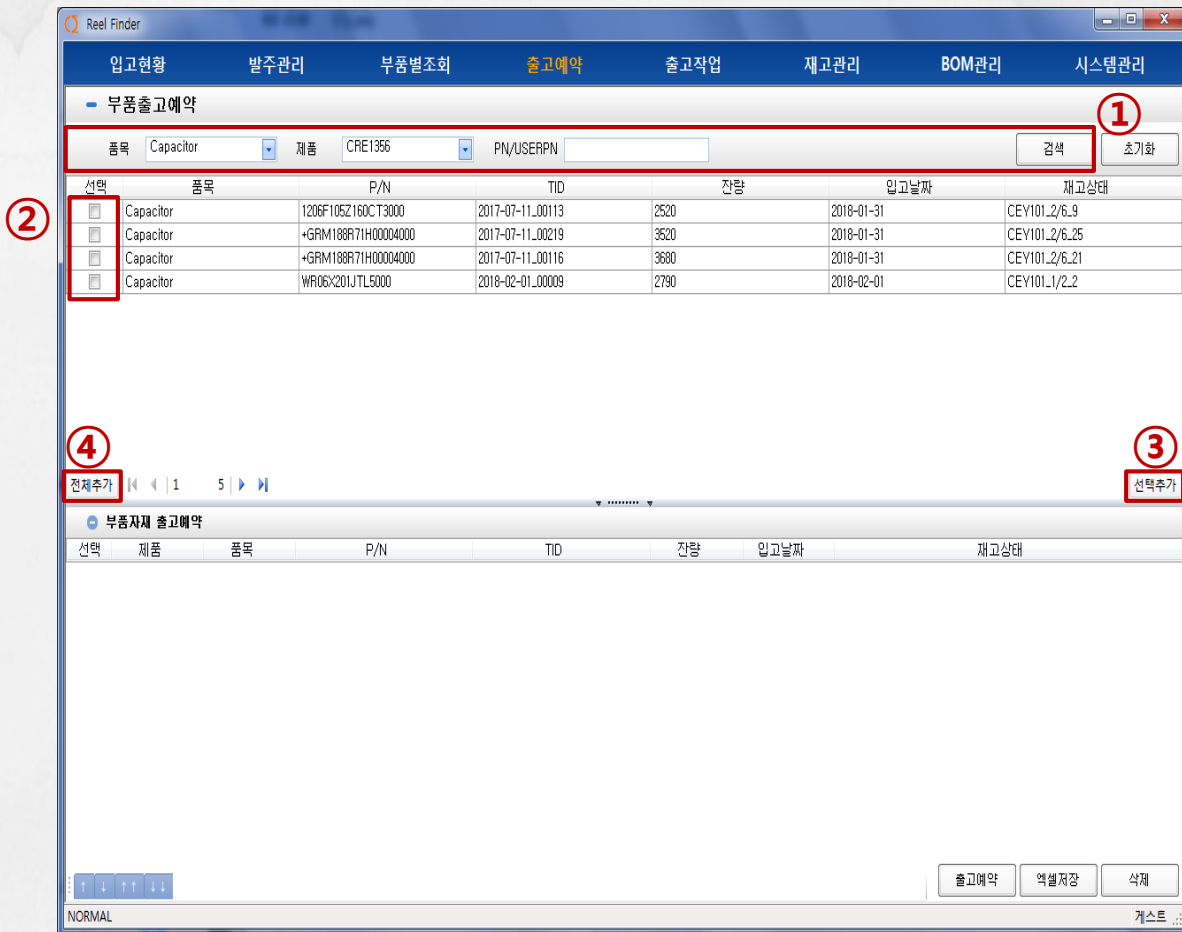 Reel Finder
입고현황 발주관리 부품별조회 출고예약 출고작업 재고관리 BOM관리 시스템관리
부품출고예약
①
품목 Capacitor 제품 CRE1356 PN/USERPN 검색 초기화
선택 품목 P/N TID 잔량 입고날짜 재고상태
②
Capacitor 1206F105Z160CT3000 2017-07-11_00113 2520 2018-01-31 CEY101_2/6_9
Capacitor +GRM188R71H00004000 2017-07-11_00219 3520 2018-01-31 CEY101_2/6_25
Capacitor +GRM188R71H00004000 2017-07-11_00116 3680 2018-01-31 CEY101_2/6_21
Capacitor WR06X201JTL5000 2018-02-01_00009 2790 2018-02-01 CEY101_1/2_2
④ ③
전체추가 1 5 선택추가
부품자재 출고예약
선택 제품 품목 P/N TID 잔량 입고날짜 재고상태
↑ ↓ ↑↑ ↓↓ 출고예약 엑셀저장 삭제
NORMAL 게스트